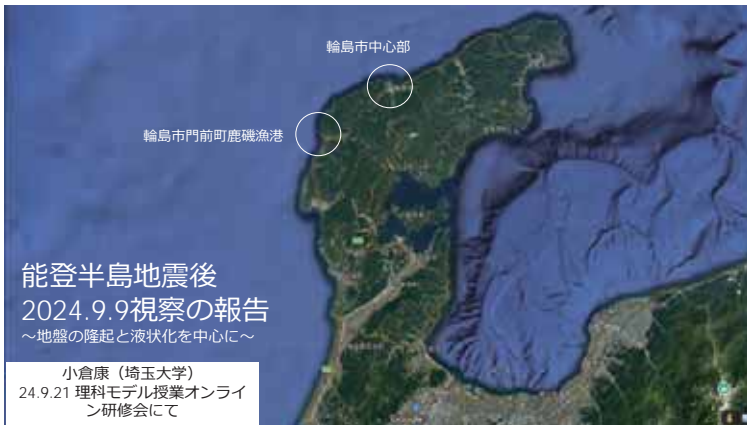 輪島市中心部
輪島市門前町鹿磯漁港
能登半島地震後
2024.9.9視察の報告
～地盤の隆起と液状化を中心に～
小倉康（埼玉大学）
24.9.21 理科モデル授業オンライ
ン研修会にて